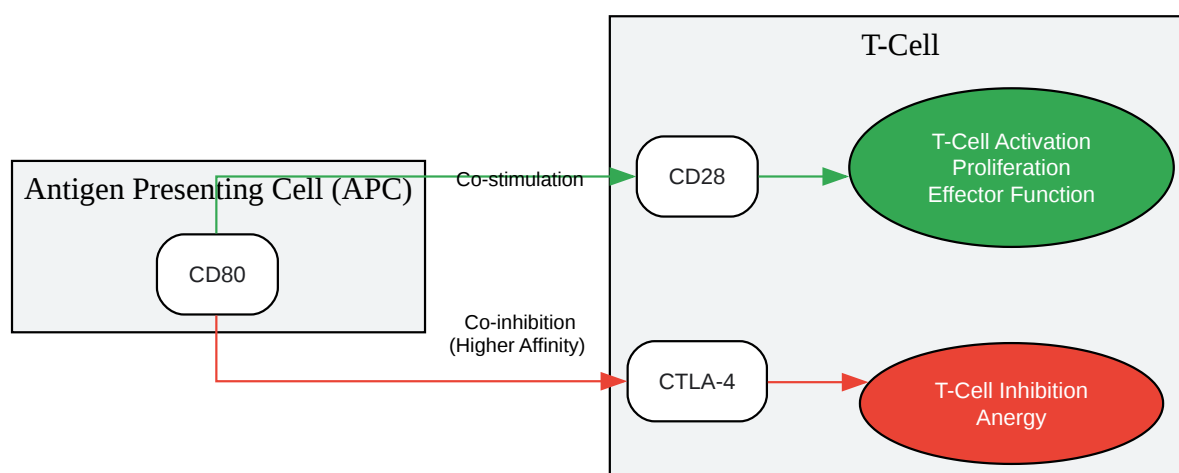 T-Cell
T-Cell Activation
Proliferation
Effector Function
CD28
Co-stimulation
Antigen Presenting Cell (APC)
CD80
Co-inhibition
(Higher Affinity)
CTLA-4
T-Cell Inhibition
Anergy